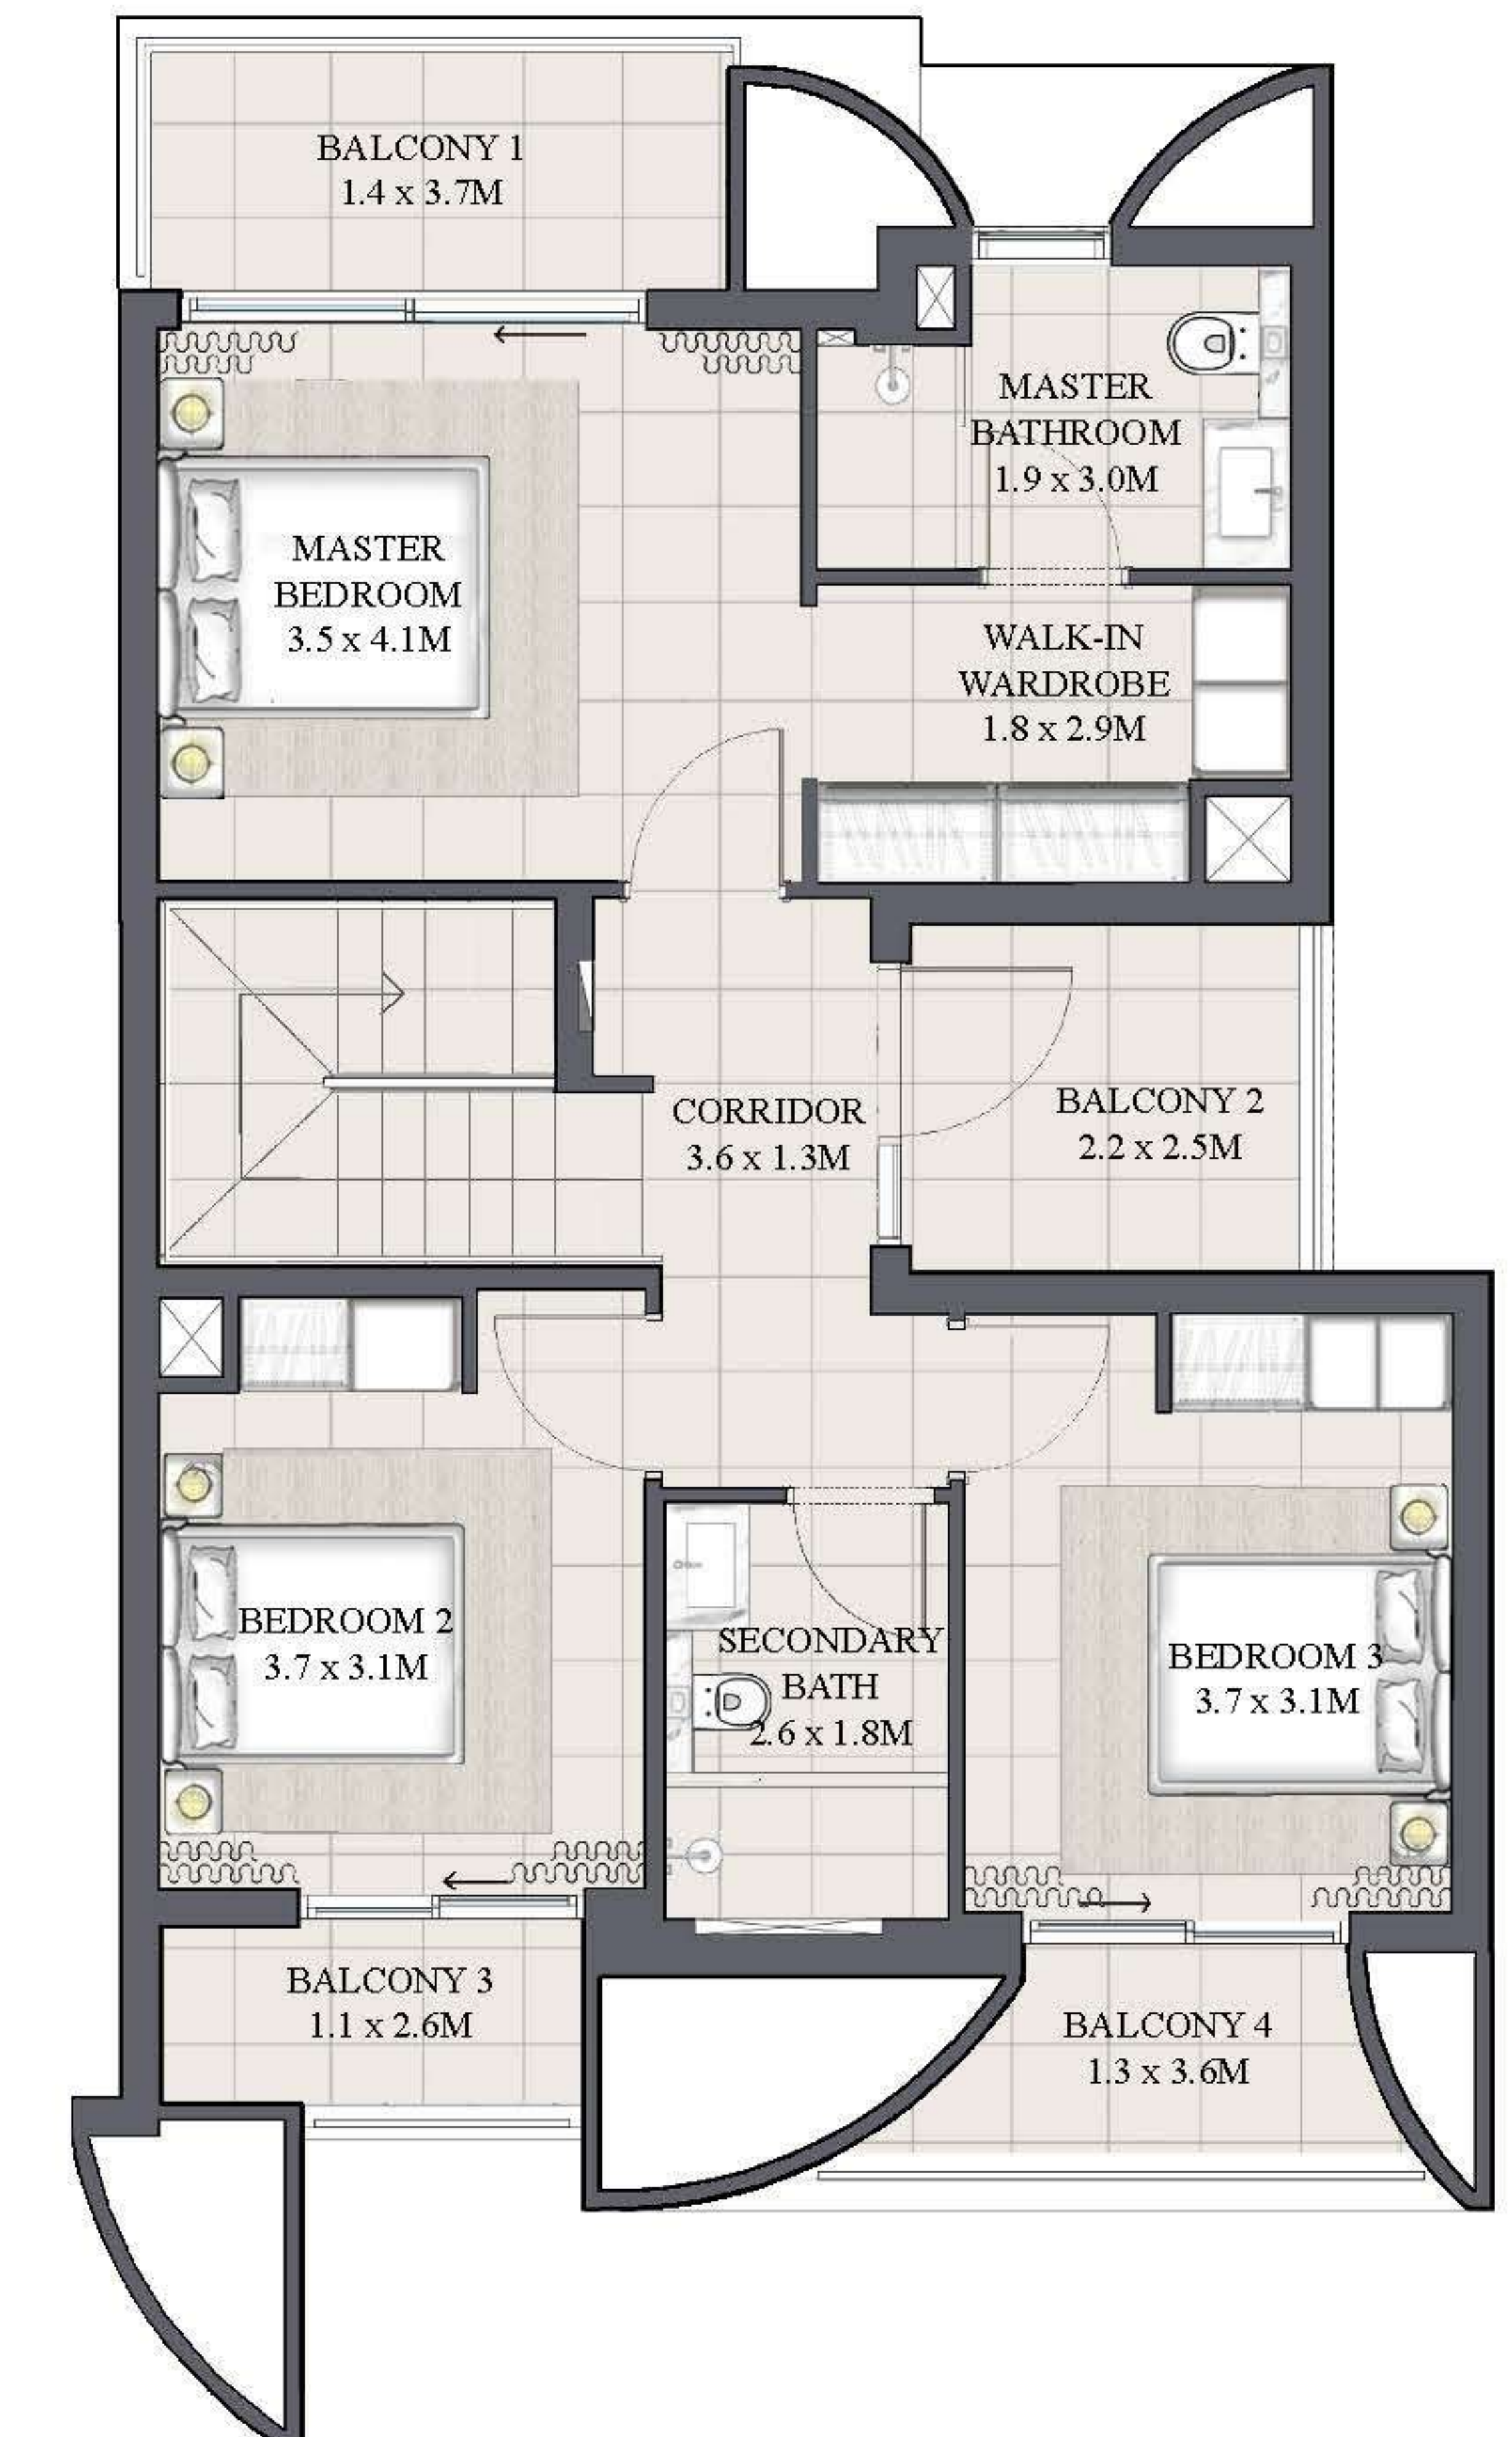 BALCONY 1
1.4 x 3.7M
MASTER
BATHROOM
1.9 x 3.0M
MASTER
BEDROOM
3.5 x 4.1M
WALK-IN
WARDROBE
1.8 x 2.9M
CORRIDOR
3.6 x 1.3M
BALCONY 2
2.2 x 2.5M
BEDROOM 2
3.7 x 3.1M
SECONDARY
BATH
2.6 x 1.8M
BEDROOM 3
3.7 x 3.1M
BALCONY 3
1.1 x 2.6M
BALCONY 4
1.3 x 3.6M